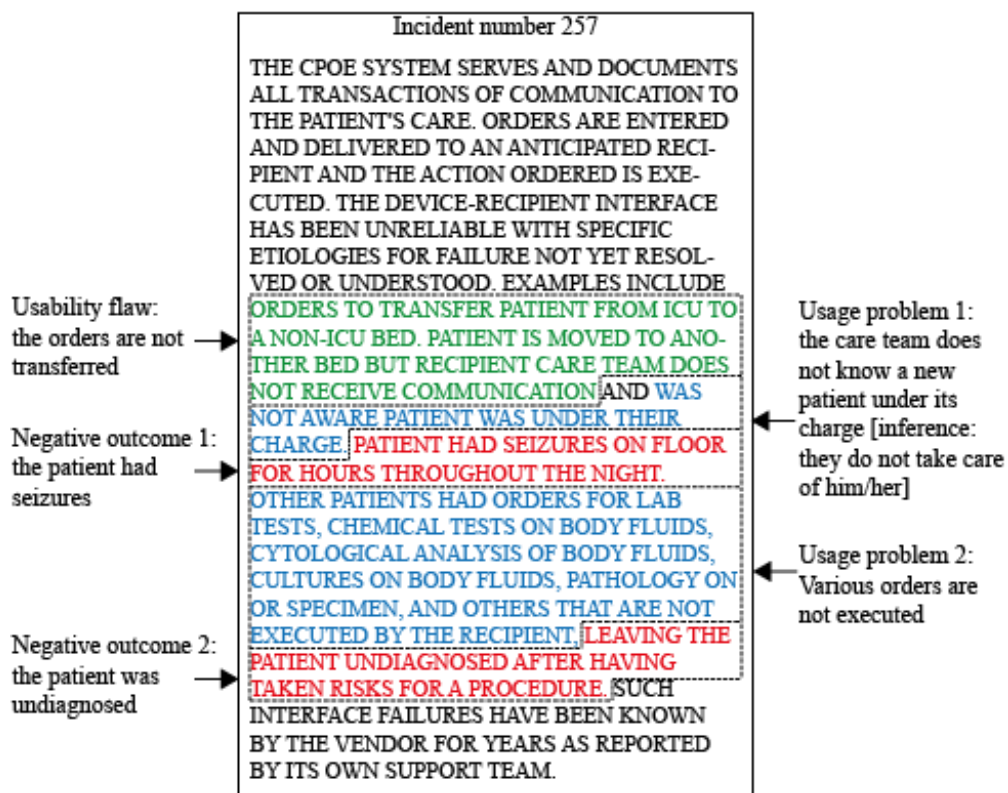 Incident number 257
THE CPOE SYSTEM SERVES AND DOCUMENTS
ALL TRANSACTIONS OF COMMUNICATION TO
THE PATIENT'S CARE. ORDERS ARE ENTERED
AND DELIVERED TO AN ANTICIPATED RECI-
PIENT AND THE ACTION ORDERED IS EXE-
CUTED. THE DEVICE-RECIPIENT INTERFACE
HAS BEEN UNRELIABLE WITH SPECIFIC
ETIOLOGIES FOR FAILURE NOT YET RESOL-
VED OR UNDERSTOOD. EXAMPLES INCLUDE
ORDERS TO TRANSFER PATIENT FROM ICU TO
A NON-ICU BED. PATIENT IS MOVED TO ANO-
THER BED BUT RECIPIENT CARE TEAM DOES
NOT RECEIVE COMMUNICATION AND WAS
NOT AWARE PATIENT WAS UNDER THEIR
CHARGE. PATIENT HAD SEIZURES ON FLOOR
FOR HOURS THROUGHOUT THE NIGHT.
OTHER PATIENTS HAD ORDERS FOR LAB
TESTS, CHEMICAL TESTS ON BODY FLUIDS,
CYTOLOGICAL ANALYSIS OF BODY FLUIDS,
CULTURES ON BODY FLUIDS, PATHOLOGY ON
OR SPECIMEN, AND OTHERS THAT ARE NOT
EXECUTED BY THE RECIPIENT, LEAVING THE
PATIENT UNDIAGNOSED AFTER HAVING
TAKEN RISKS FOR A PROCEDURE. SUCH
INTERFACE FAILURES HAVE BEEN KNOWN
BY THE VENDOR FOR YEARS AS REPORTED
BY ITS OWN SUPPORT TEAM.
Usability flaw:
the orders are not
transferred
Negative outcome 1:
the patient had
seizures
Negative outcome 2:
the patient was
undiagnosed
Usage problem 1:
the care team does
not know a new
patient under its
charge [inference:
they do not take care
of him/her]
Usage problem 2:
Various orders are
not executed